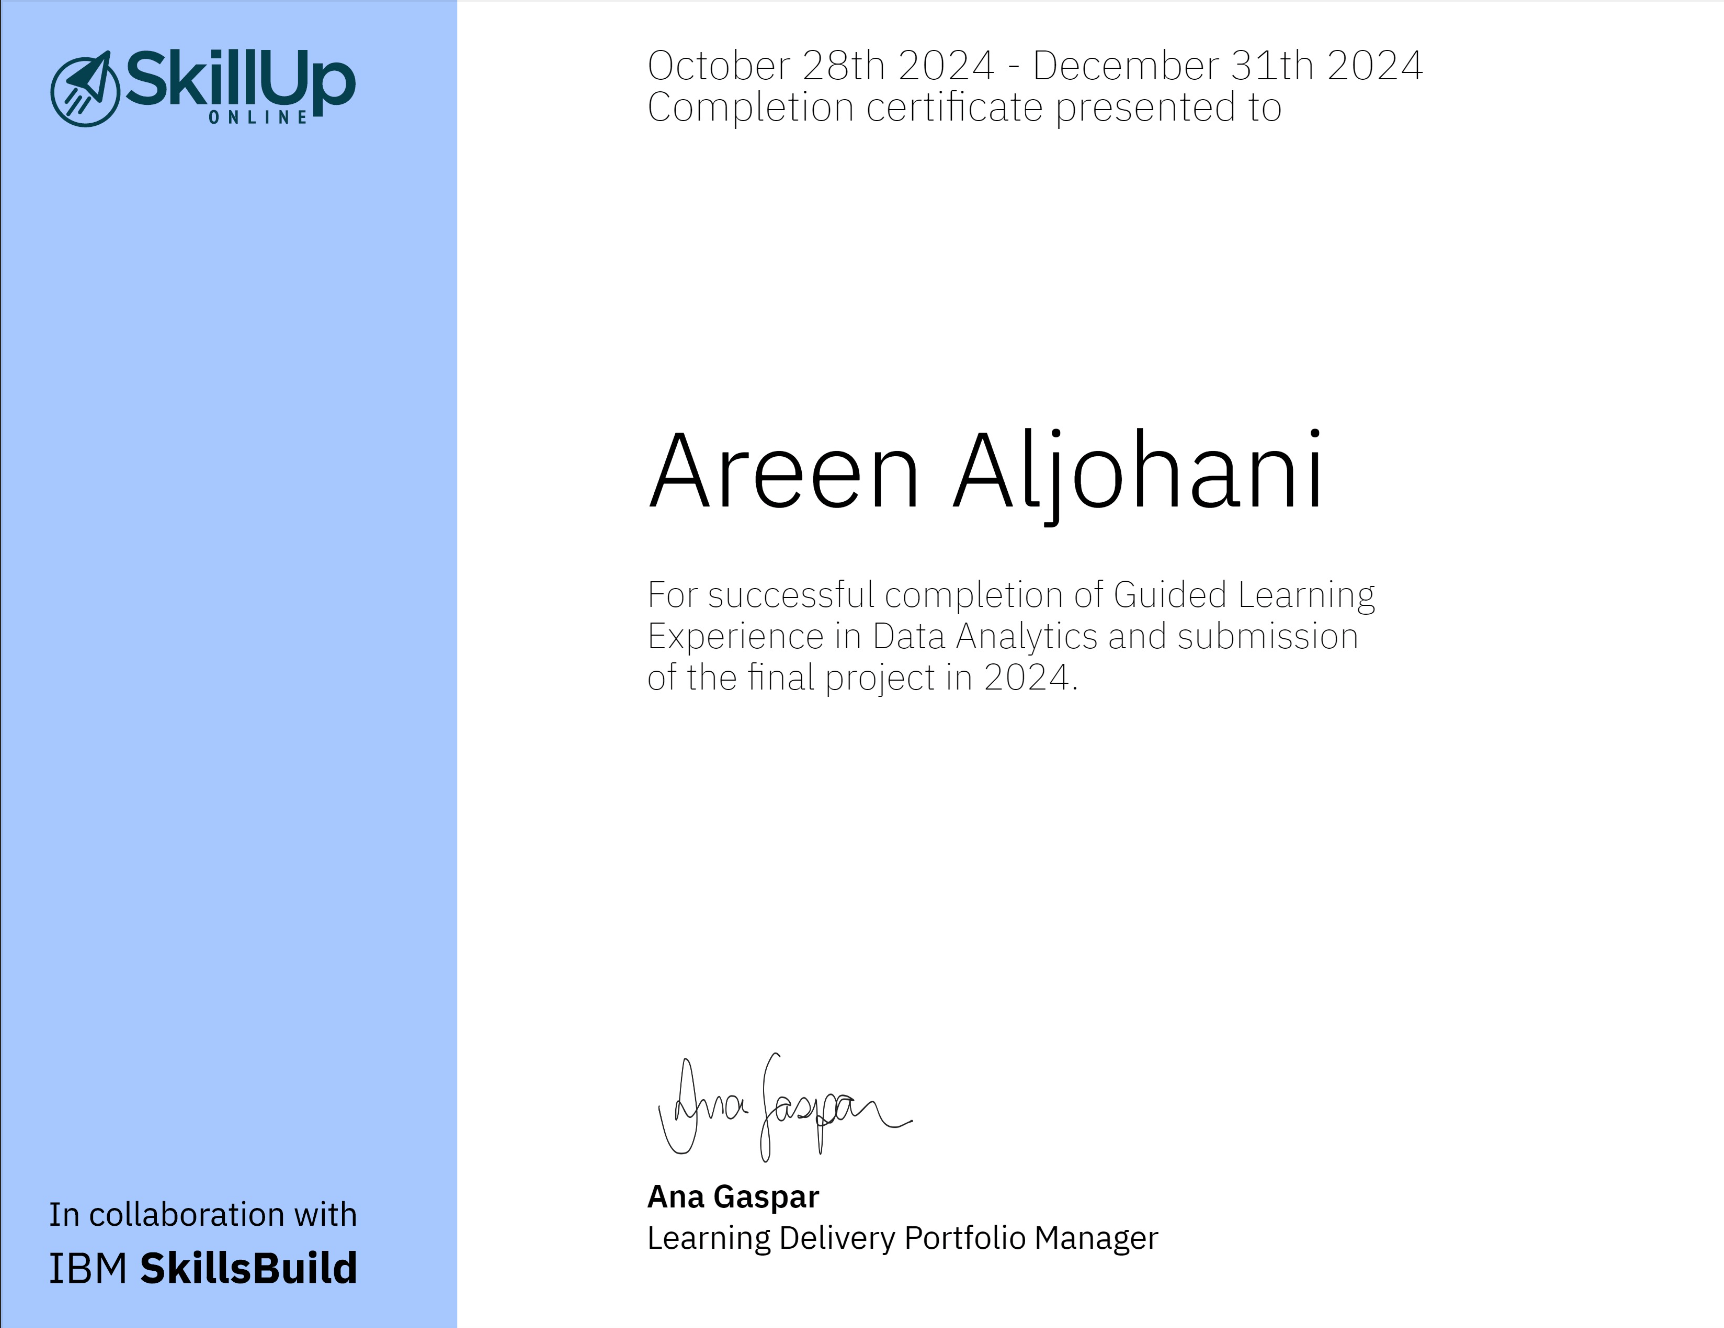 SkillUp
ONLINE
October 28th 2024 - December 31th 2024
Completion certificate presented to
Areen Aljohani
For successful completion of Guided Learning
Experience in Data Analytics and submission
of the final project in 2024.
Ana Gaspar
Ana Gaspar
Learning Delivery Portfolio Manager
In collaboration with
IBM SkillsBuild